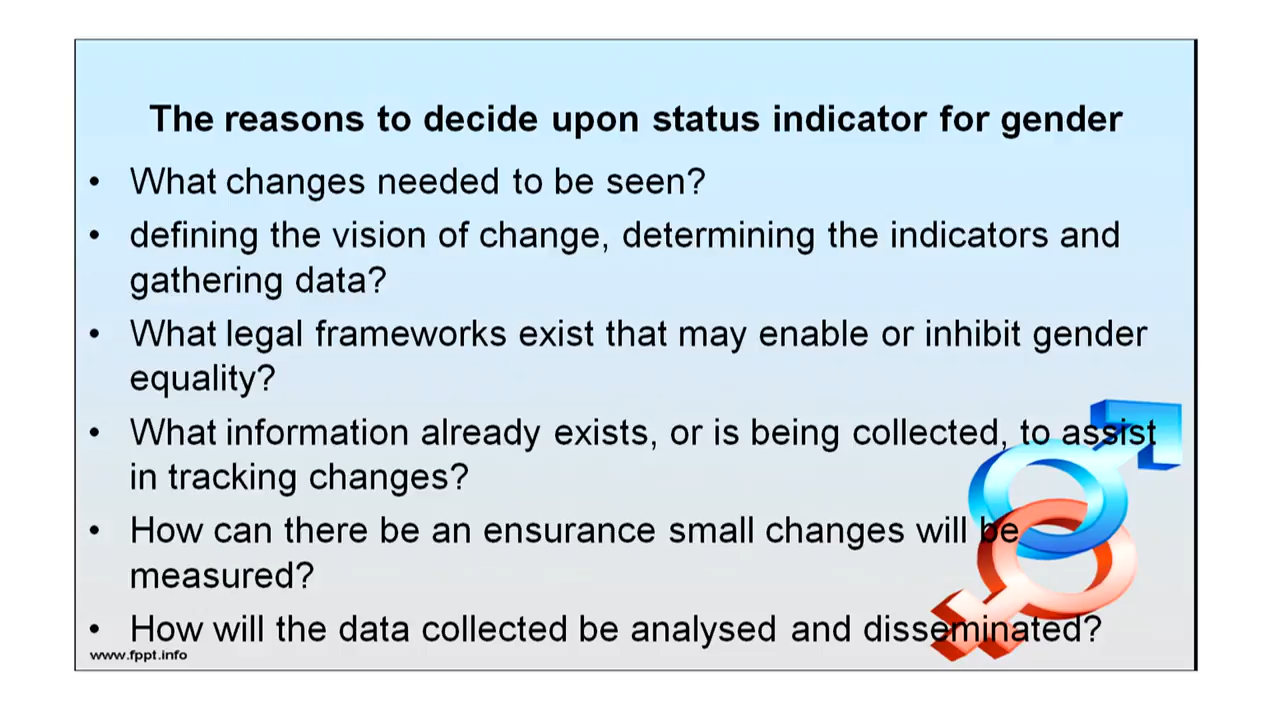 The reasons to decide upon status indicator for gender
• What changes needed to be seen?
• defining the vision of change, determining the indicators and
gathering data?
• What legal frameworks exist that may enable or inhibit gender
equality?
• What information already exists, or is being collected, to assist
in tracking changes?
• How can there be an ensurance small changes will be
measured?
• How will the data collected be analysed and disseminated?
www.fppt.info